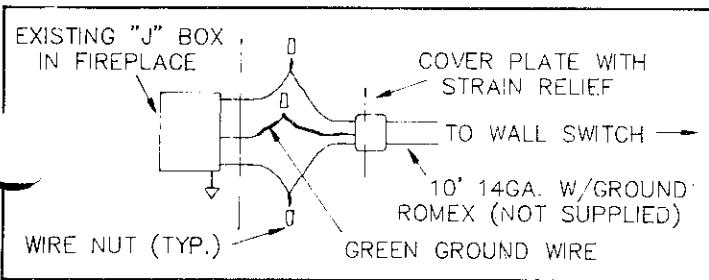 EXISTING "J" BOX
IN FIREPLACE
COVER PLATE WITH
STRAIN RELIEF
TO WALL SWITCH
10' 14GA. W/GROUND
ROMEX (NOT SUPPLIED)
WIRE NUT (TYP.)
GREEN GROUND WIRE